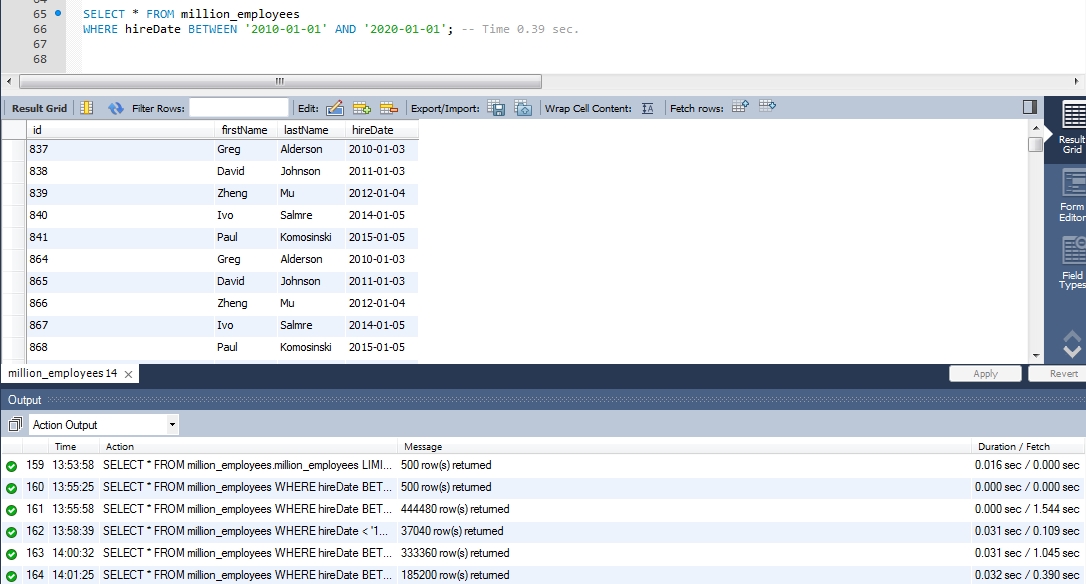 65 SELECT * FROM million_employees
66 WHERE hireDate BETWEEN '2010-01-01' AND '2020-01-01'; -- Time 0.39 sec.
67
68
Result Grid Filter Rows: Edit: Export/Import: Wrap Cell Content: IA Fetch rows:
id firstName lastName hireDate
837 Greg Alderson 2010-01-03
838 David Johnson 2011-01-03
839 Zheng Mu 2012-01-04
840 Ivo Salmre 2014-01-05
841 Paul Komosinski 2015-01-05
864 Greg Alderson 2010-01-03
865 David Johnson 2011-01-03
866 Zheng Mu 2012-01-04
867 Ivo Salmre 2014-01-05
868 Paul Komosinski 2015-01-05
Result
Grid
Form
Editor
Field
Types
million_employees 14 Apply Revert
Output
Action Output
Time Action Message Duration / Fetch
159 13:53:58 SELECT * FROM million_employees.million_employees LIMI... 500 row(s) returned 0.016 sec / 0.000 sec
160 13:55:25 SELECT * FROM million_employees WHERE hireDate BET... 500 row(s) returned 0.000 sec / 0.000 sec
161 13:55:58 SELECT * FROM million_employees WHERE hireDate BET... 444480 row(s) returned 0.000 sec / 1.544 sec
162 13:58:39 SELECT * FROM million_employees WHERE hireDate < '1... 37040 row(s) returned 0.031 sec / 0.109 sec
163 14:00:32 SELECT * FROM million_employees WHERE hireDate BET... 333360 row(s) returned 0.031 sec / 1.045 sec
164 14:01:25 SELECT * FROM million_employees WHERE hireDate BET... 185200 row(s) returned 0.032 sec / 0.390 sec